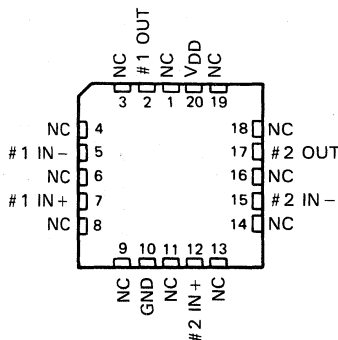 NC
#1 OUT
NC
VDD
NC
3 2 1 20 19
NC 4
#1 IN− 5
NC 6
#1 IN+ 7
NC 8
18 NC
17 #2 OUT
16 NC
15 #2 IN−
14 NC
9 10 11 12 13
NC
GND
NC
#2 IN+
NC